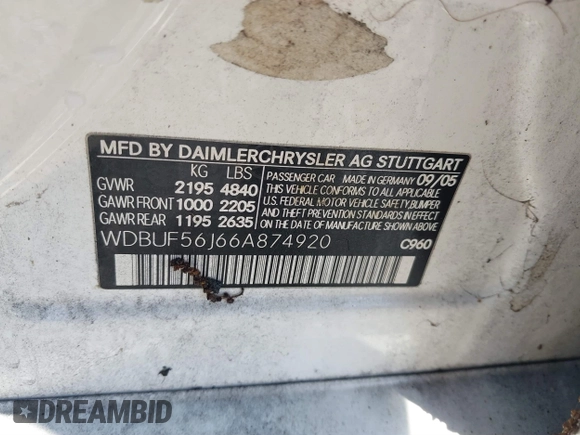 MFD BY DAIMLERCHRYSLER AG STUTTGART
KG LBS
GVWR 2195 4840
GAWR FRONT 1000 2205
GAWR REAR 1195 2635
PASSENGER CAR MADE IN GERMANY 09/05
THIS VEHICLE CONFORMS TO ALL APPLICABLE
U.S. FEDERAL MOTOR VEHICLE SAFETY, BUMPER
AND THEFT PREVENTION STANDARDS IN EFFECT
ON THE DATE OF MANUFACTURE SHOWN ABOVE
WDBUF56J66A874920 C960
DREAMBID